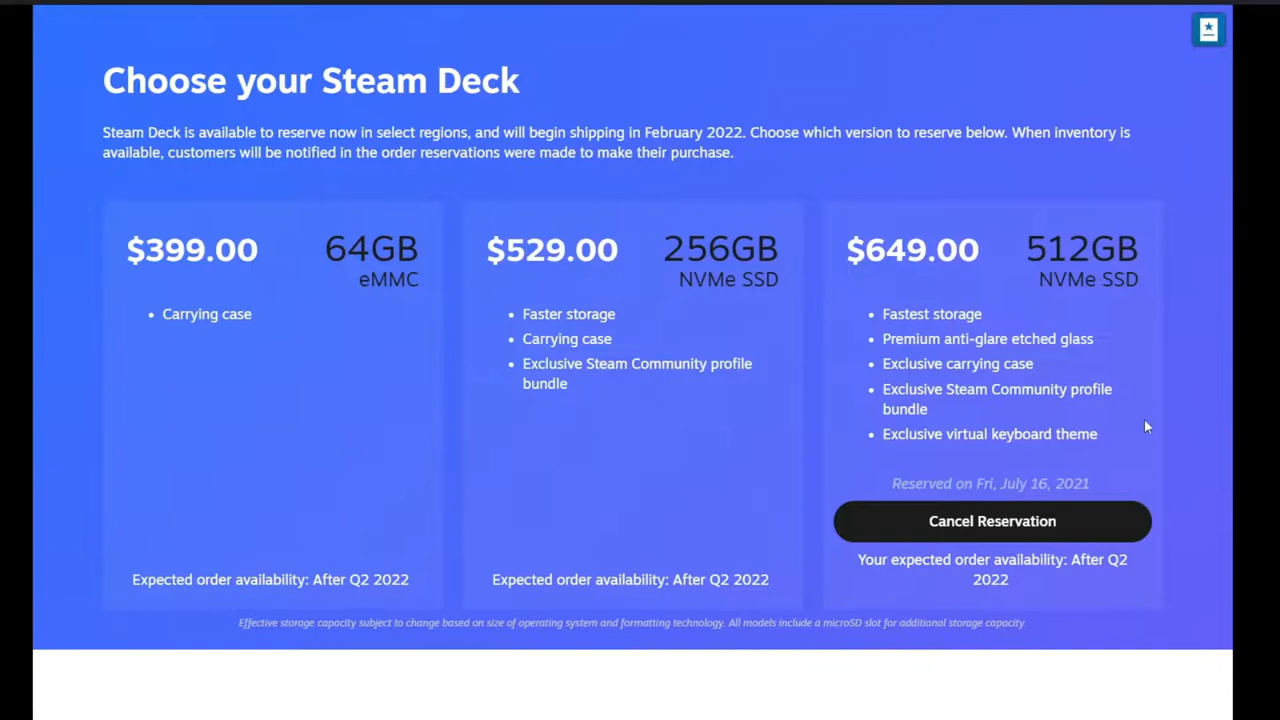 Choose your Steam Deck
Steam Deck is available to reserve now in select regions, and will begin shipping in February 2022. Choose which version to reserve below. When inventory is
available, customers will be notified in the order reservations were made to make their purchase.
$399.00
64GB
eMMC
Carrying case
Expected order availability: After Q2 2022
$529.00
256GB
NVMe SSD
Faster storage
Carrying case
Exclusive Steam Community profile
bundle
Expected order availability: After Q2 2022
$649.00
512GB
NVMe SSD
Fastest storage
Premium anti-glare etched glass
Exclusive carrying case
Exclusive Steam Community profile
bundle
Exclusive virtual keyboard theme
Reserved on Fri, July 16, 2021
Cancel Reservation
Your expected order availability: After Q2
2022
Effective storage capacity subject to change based on size of operating system and formatting technology. All models include a microSD slot for additional storage capacity.